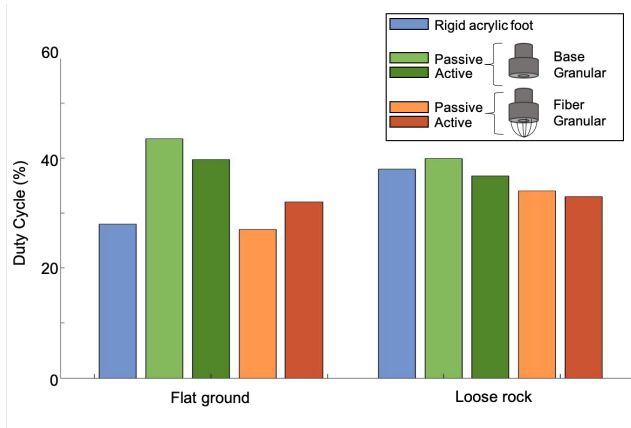 Rigid acrylic foot
Passive
Active
Base
Granular
Passive
Active
Fiber
Granular
60
40
20
0
Duty Cycle (%)
Flat ground
Loose rock